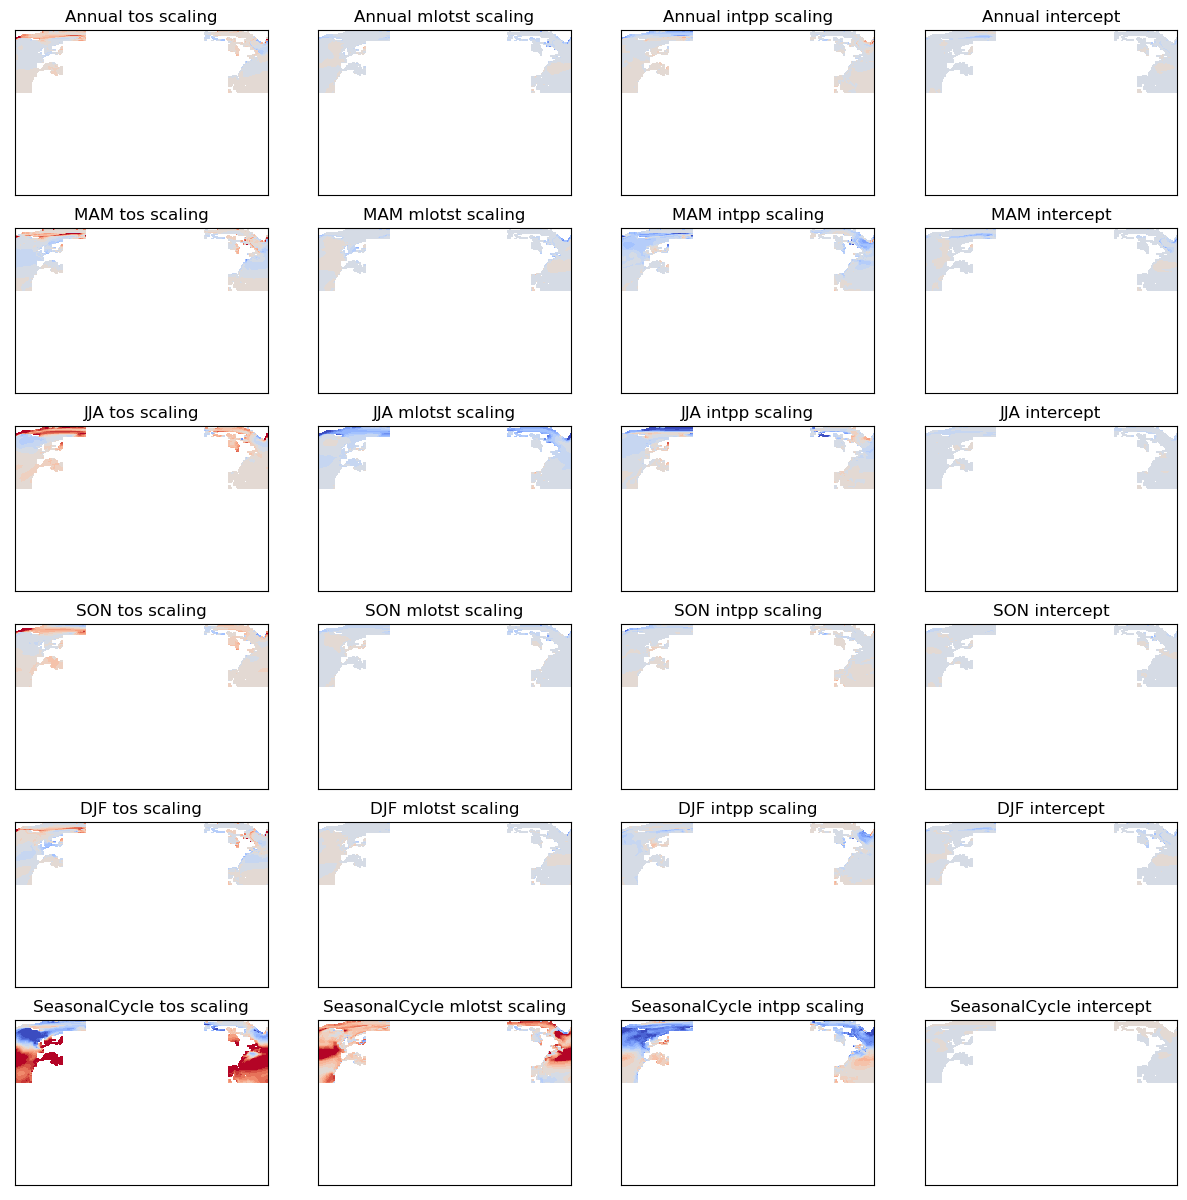 Annual tos scaling
Annual mlotst scaling
Annual intpp scaling
Annual intercept
MAM tos scaling
MAM mlotst scaling
MAM intpp scaling
MAM intercept
JJA tos scaling
JJA mlotst scaling
JJA intpp scaling
JJA intercept
SON tos scaling
SON mlotst scaling
SON intpp scaling
SON intercept
DJF tos scaling
DJF mlotst scaling
DJF intpp scaling
DJF intercept
SeasonalCycle tos scaling
SeasonalCycle mlotst scaling
SeasonalCycle intpp scaling
SeasonalCycle intercept